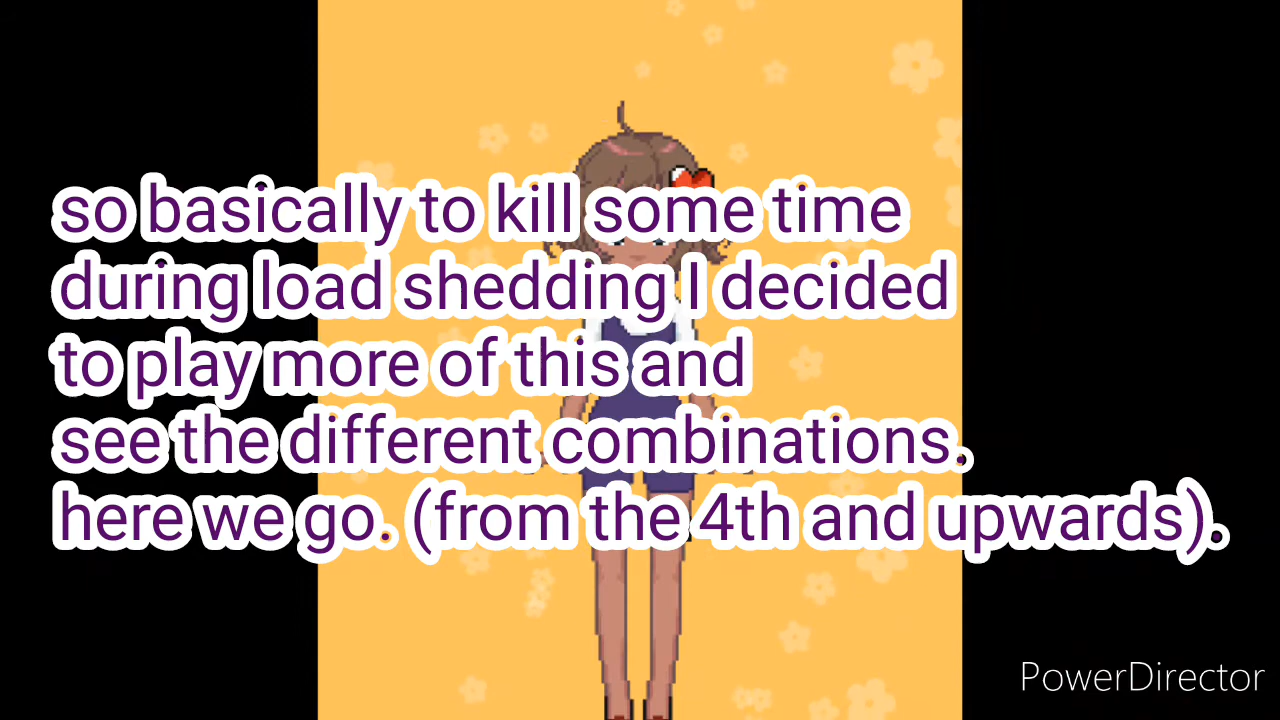 so basically to kill some time
during load shedding I decided
to play more of this and
see the different combinations.
here we go. (from the 4th and upwards).
PowerDirector